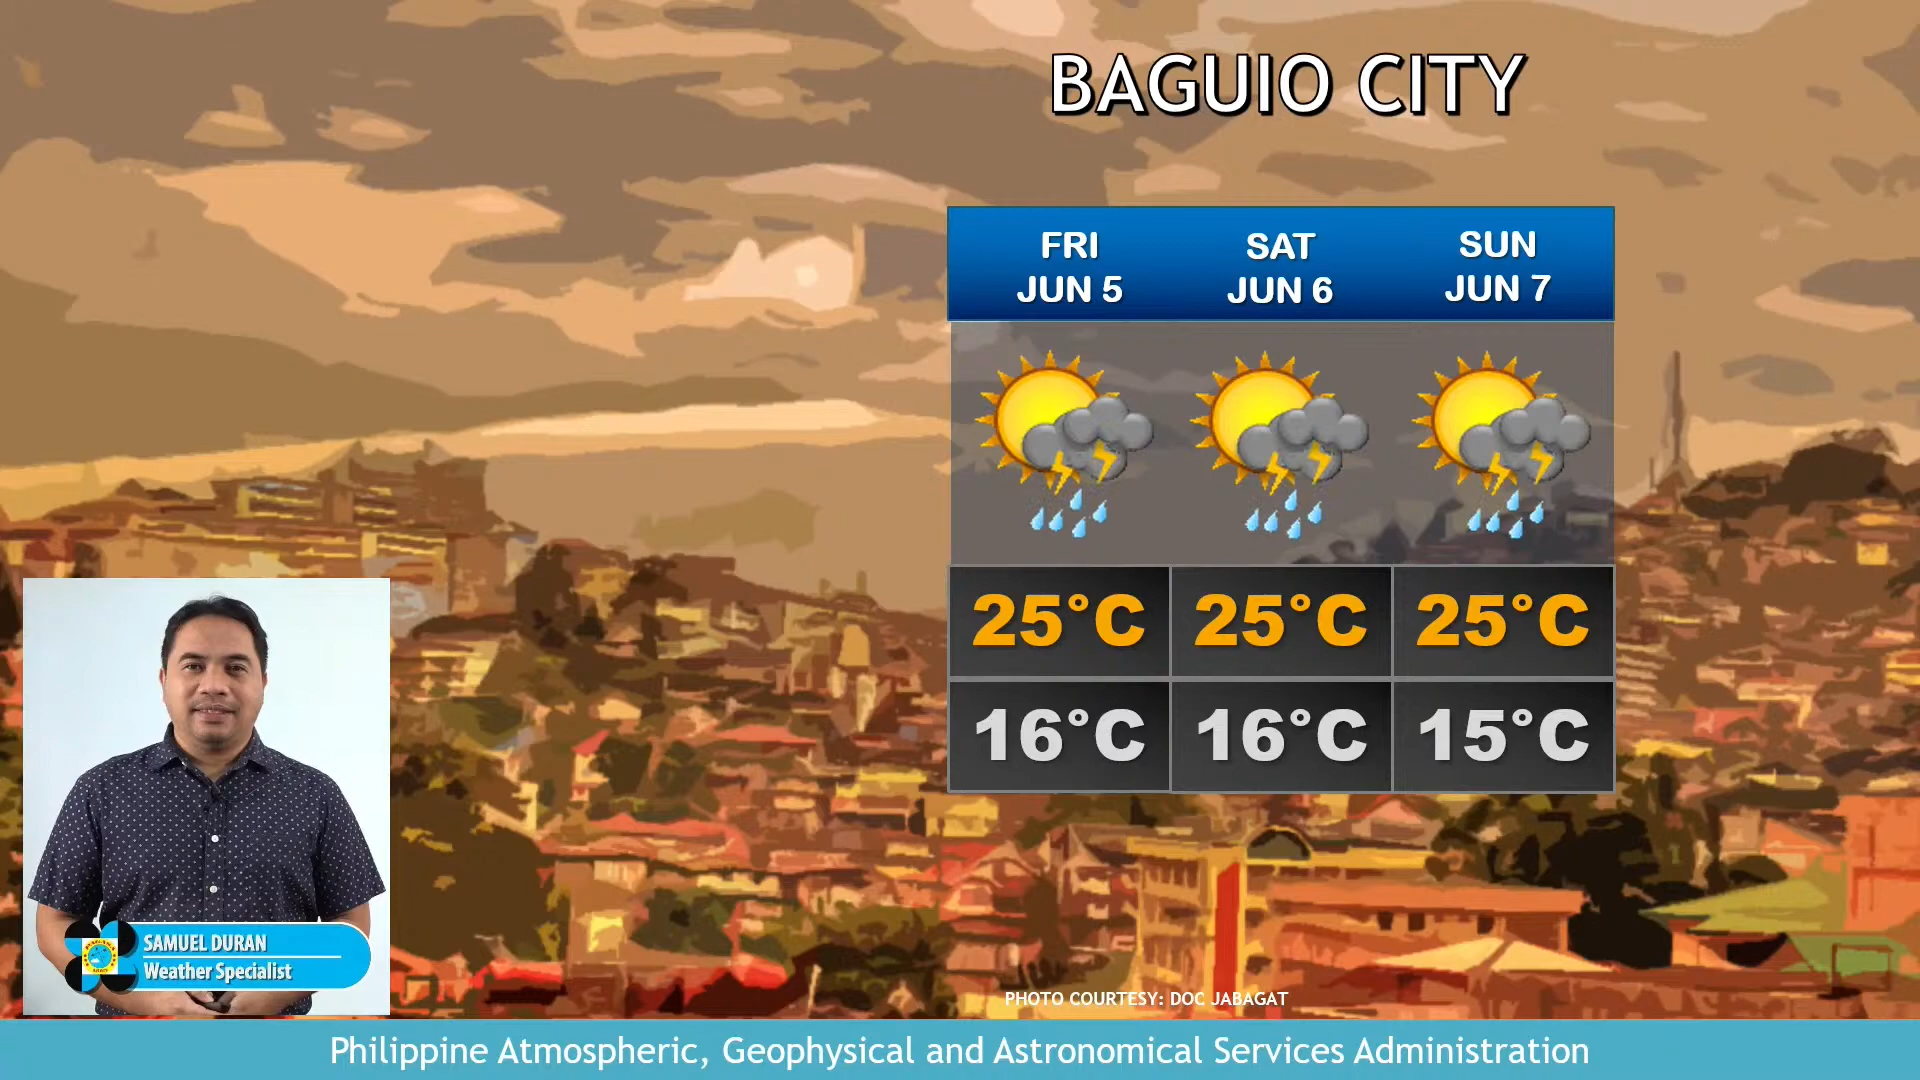 BAGUIO CITY
FRI SAT SUN
JUN 5 JUN 6 JUN 7
25°C 25°C 25°C
16°C 16°C 15°C
SAMUEL DURAN
Weather Specialist
PHOTO COURTESY: DOC JABAGAT
Philippine Atmospheric, Geophysical and Astronomical Services Administration